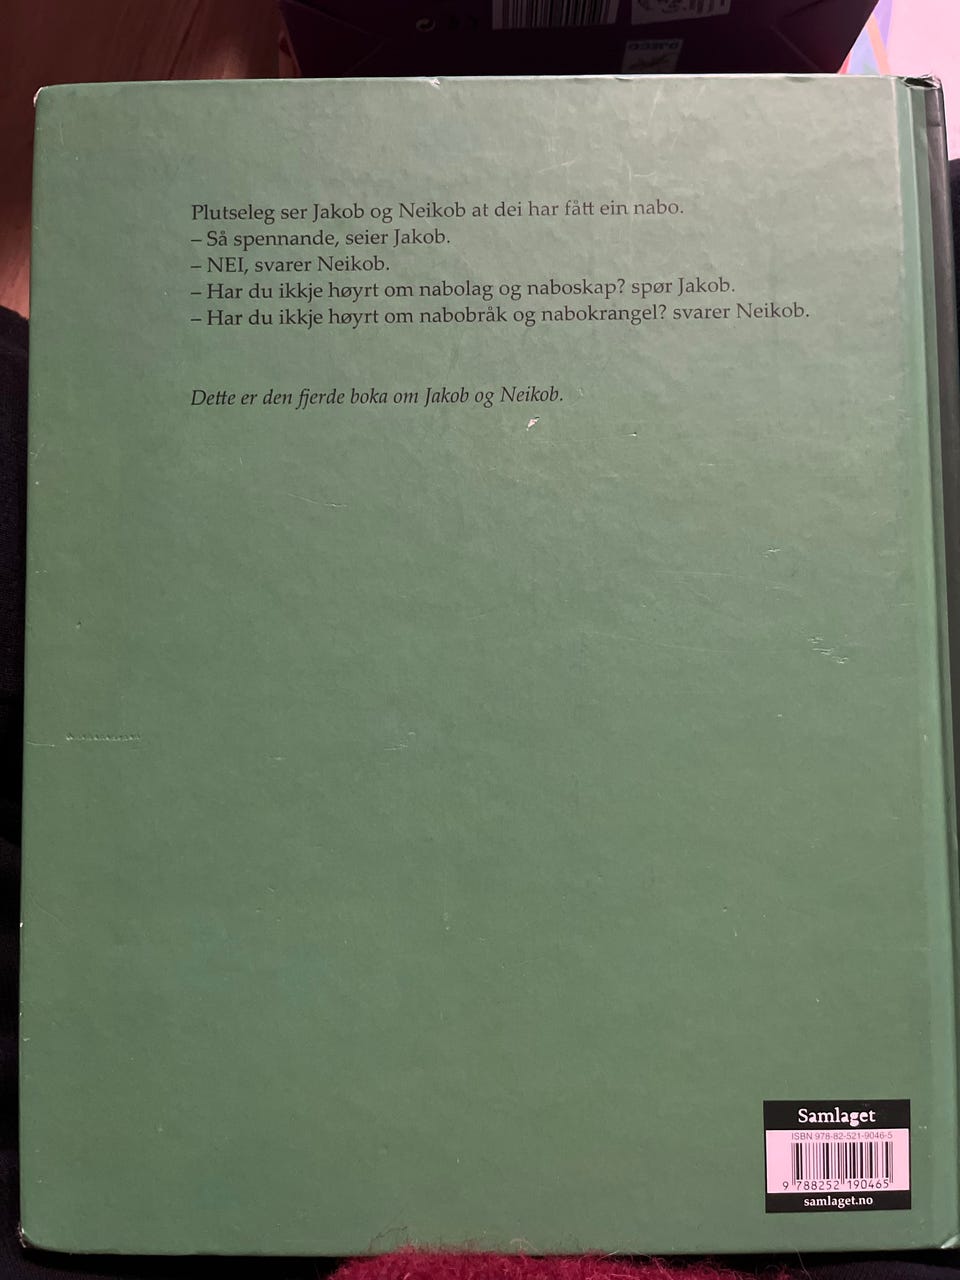 Plutseleg ser Jakob og Neikob at dei har fått ein nabo.
– Så spennande, seier Jakob.
– NEI, svarer Neikob.
– Har du ikkje høyrt om nabolag og naboskap? spør Jakob.
– Har du ikkje høyrt om nabobråk og nabokrangel? svarer Neikob.
Dette er den fjerde boka om Jakob og Neikob.
Samlaget
ISBN 978-82-521-9046-5
9 788252 190465
samlaget.no